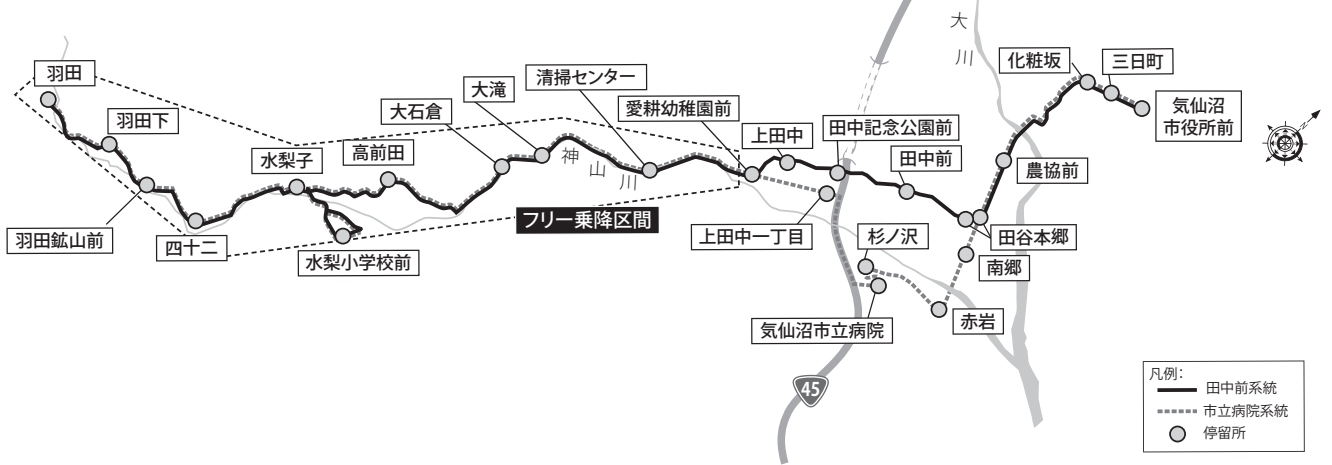 羽田
羽田下
羽田鉱山前
四十二
水梨子
水梨小学校前
高前田
大石倉
大滝
清掃センター
愛耕幼稚園前
神山川
フリー乗降区間
上田中
上田中一丁目
田中記念公園前
田中前
杉ノ沢
気仙沼市立病院
赤岩
南郷
田谷本郷
農協前
大川
化粧坂
三日町
気仙沼
市役所前
45
凡例：
田中前系統
市立病院系統
停留所